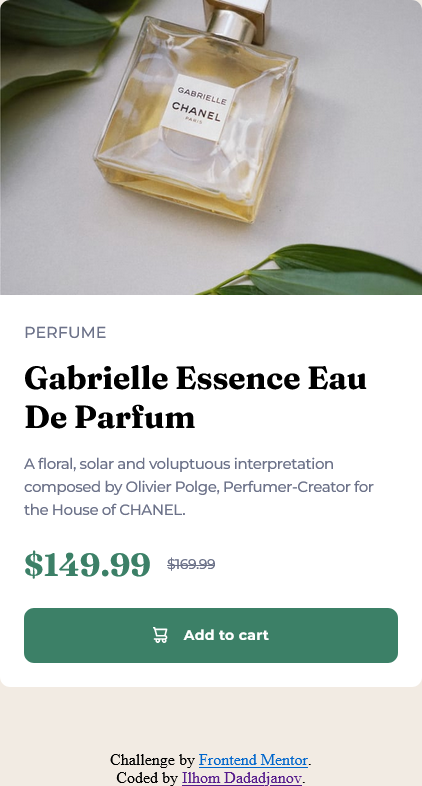 GABRIELLE
CHANEL
PARIS
PERFUME
Gabrielle Essence Eau
De Parfum
A floral, solar and voluptuous interpretation
composed by Olivier Polge, Perfumer-Creator for
the House of CHANEL.
$149.99 $169.99
Add to cart
Challenge by Frontend Mentor.
Coded by Ilhom Dadadjanov.